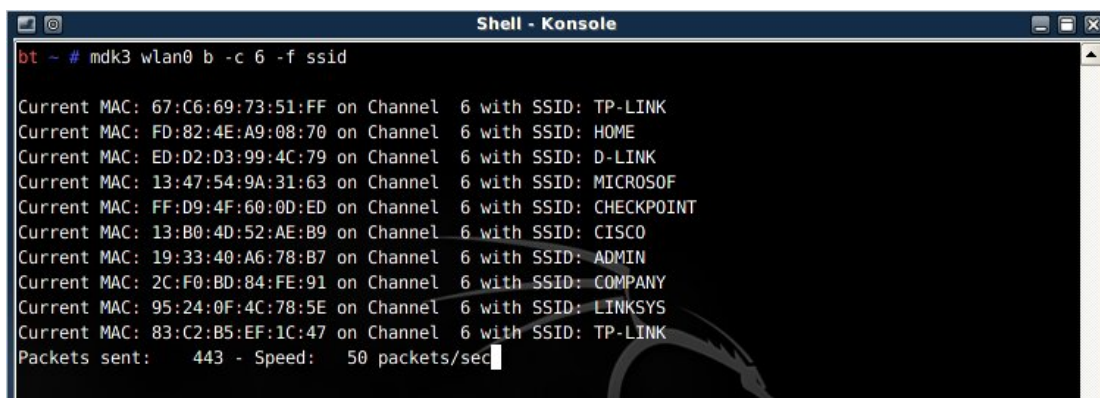 Shell - Konsole
bt ~ # mdk3 wlan0 b -c 6 -f ssid
Current MAC: 67:C6:69:73:51:FF on Channel  6 with SSID: TP-LINK
Current MAC: FD:82:4E:A9:08:70 on Channel  6 with SSID: HOME
Current MAC: ED:D2:D3:99:4C:79 on Channel  6 with SSID: D-LINK
Current MAC: 13:47:54:9A:31:63 on Channel  6 with SSID: MICROSOF
Current MAC: FF:D9:4F:60:0D:ED on Channel  6 with SSID: CHECKPOINT
Current MAC: 13:B0:4D:52:AE:B9 on Channel  6 with SSID: CISCO
Current MAC: 19:33:40:A6:78:B7 on Channel  6 with SSID: ADMIN
Current MAC: 2C:F0:BD:84:FE:91 on Channel  6 with SSID: COMPANY
Current MAC: 95:24:0F:4C:78:5E on Channel  6 with SSID: LINKSYS
Current MAC: 83:C2:B5:EF:1C:47 on Channel  6 with SSID: TP-LINK
Packets sent:    443 - Speed:   50 packets/sec